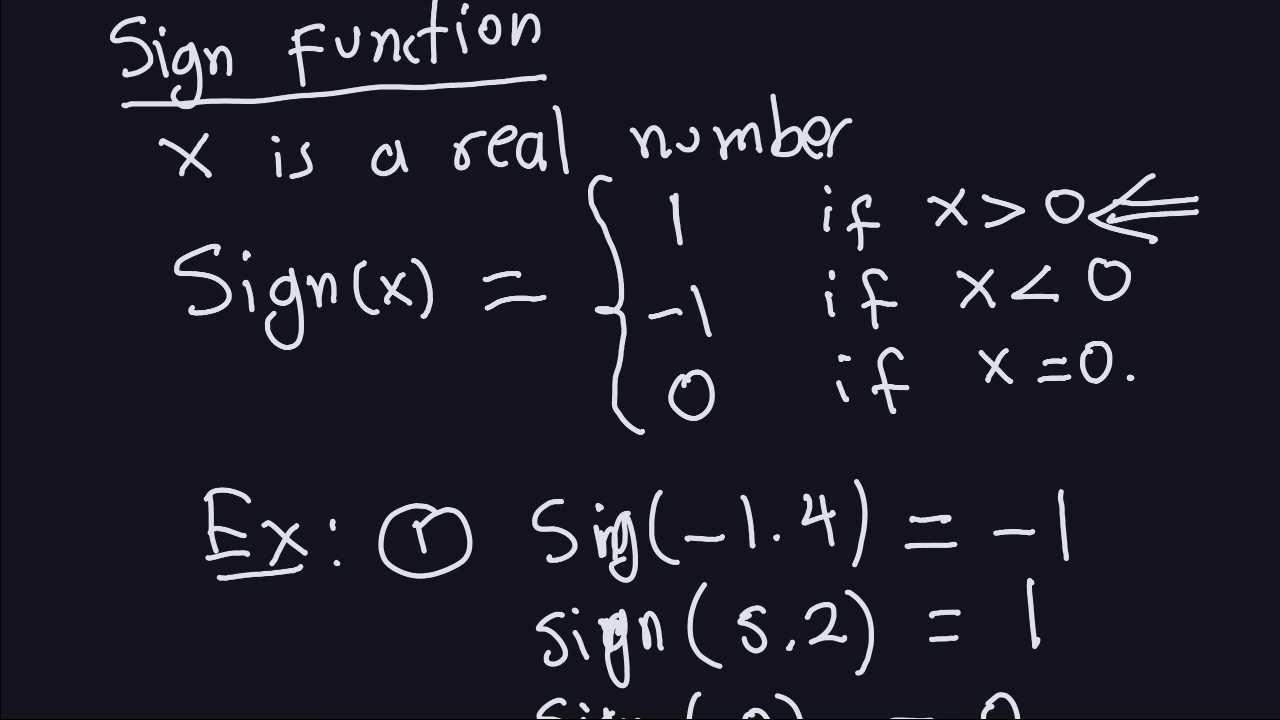 Sign Function
x is a real number
Sign(x) = { 1 if x > 0 ⇐
-1 if x < 0
0 if x = 0.
Ex: ① Sig(-1.4) = -1
sign(5.2) = 1